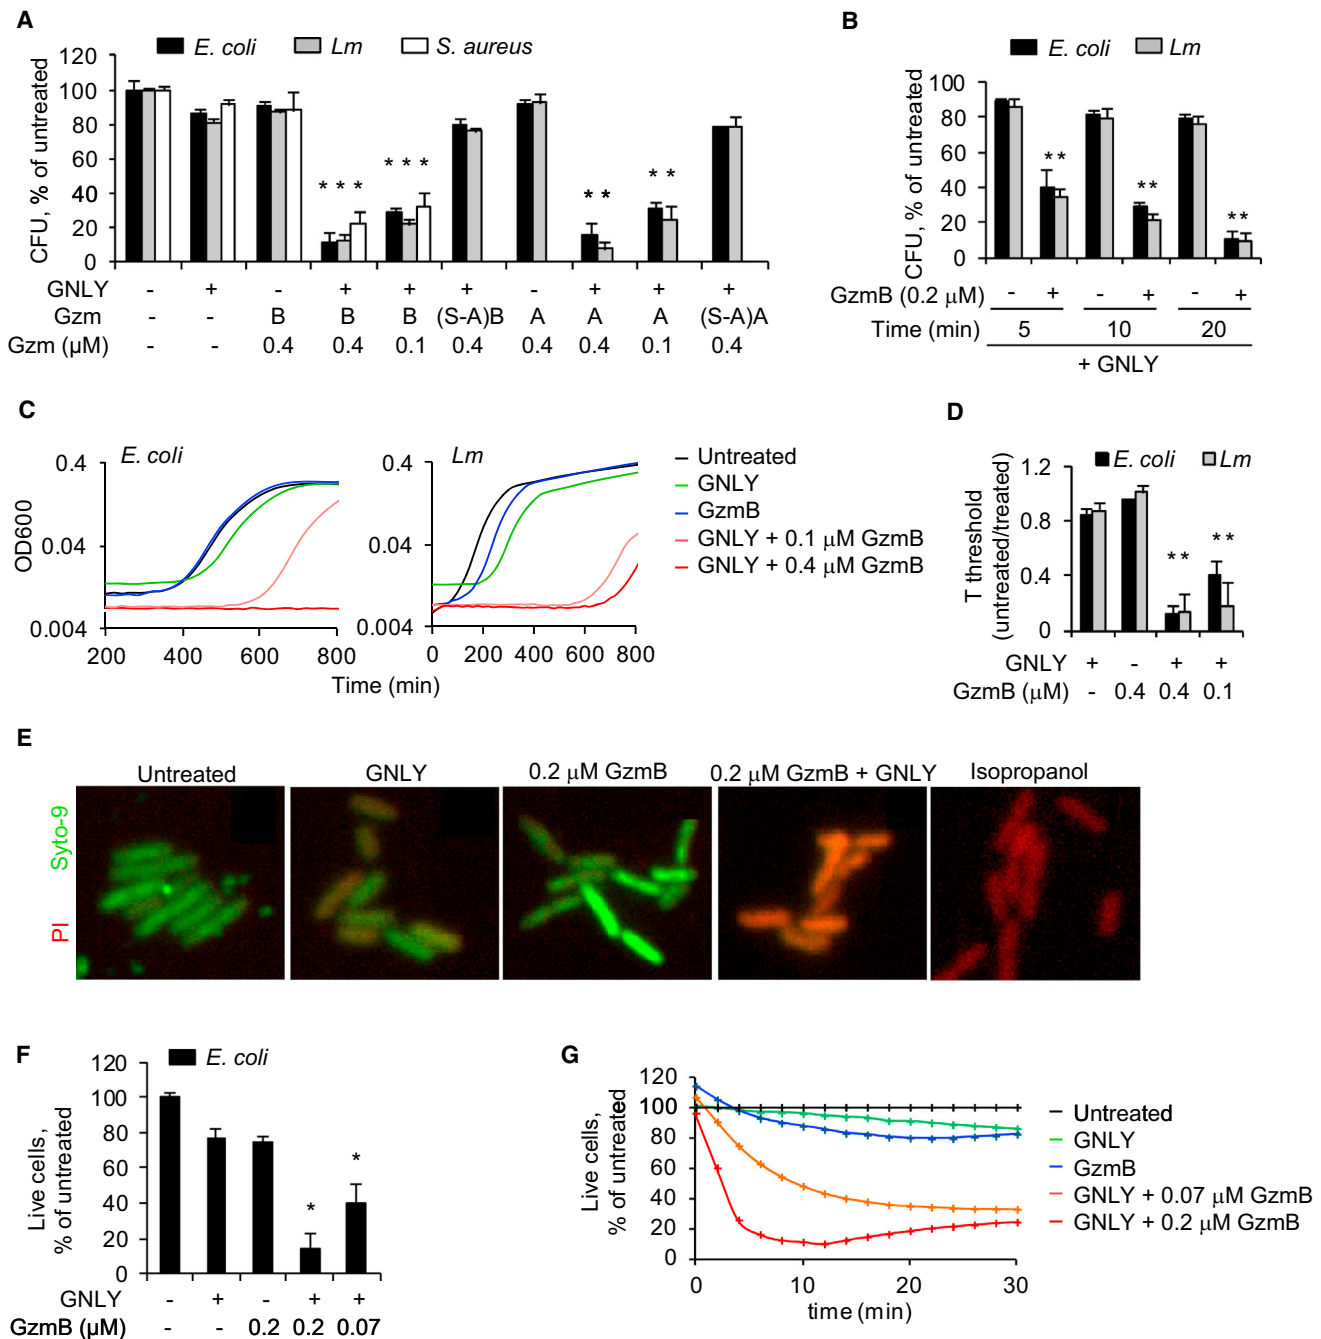 A
E. coli
Lm
S. aureus
CFU, % of untreated
120
100
80
60
40
20
0
* * *
* * *
* *
* *
GNLY - + - + + + - + + +
Gzm - - B B B (S-A)B A A A (S-A)A
Gzm (µM) - - 0.4 0.4 0.1 0.4 0.4 0.4 0.1 0.4
B
E. coli
Lm
CFU, % of untreated
100
80
60
40
20
0
* *
* *
* *
GzmB (0.2 µM) - + - + - +
Time (min) 5 10 20
+ GNLY
C
E. coli
OD600
0.4
0.04
0.004
200 400 600 800
Lm
0.4
0.04
0.004
0 200 400 600 800
Time (min)
Untreated
GNLY
GzmB
GNLY + 0.1 µM GzmB
GNLY + 0.4 µM GzmB
D
E. coli
Lm
T threshold
(untreated/treated)
1.2
0.8
0.4
0
* *
* *
GNLY + - + +
GzmB (µM) - 0.4 0.4 0.1
E
Untreated
GNLY
0.2 µM GzmB
0.2 µM GzmB + GNLY
Isopropanol
Syto-9
PI
F
E. coli
Live cells,
% of untreated
120
100
80
60
40
20
0
*
*
GNLY - + - + +
GzmB (µM) - - 0.2 0.2 0.07
G
Live cells,
% of untreated
120
100
80
60
40
20
0
0 10 20 30
time (min)
Untreated
GNLY
GzmB
GNLY + 0.07 µM GzmB
GNLY + 0.2 µM GzmB